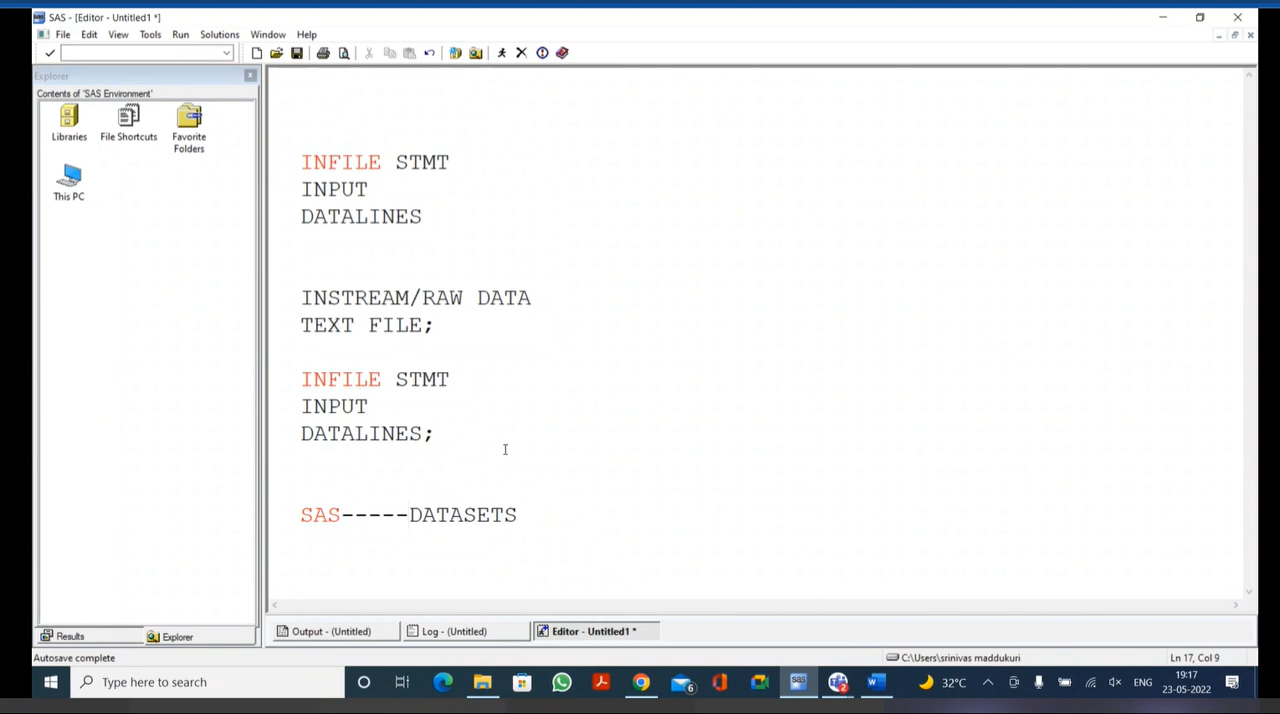 SAS - [Editor - Untitled1 *]
File Edit View Tools Run Solutions Window Help
Explorer
Contents of 'SAS Environment'
Libraries File Shortcuts Favorite Folders
This PC
INFILE STMT
INPUT
DATALINES
INSTREAM/RAW DATA
TEXT FILE;
INFILE STMT
INPUT
DATALINES;
SAS-----DATASETS
Results Explorer
Output - (Untitled) Log - (Untitled) Editor - Untitled1 *
Autosave complete C:\Users\srinivas maddukuri Ln 17, Col 9
Type here to search 6 sas 2 32°C ENG 19:17
23-05-2022